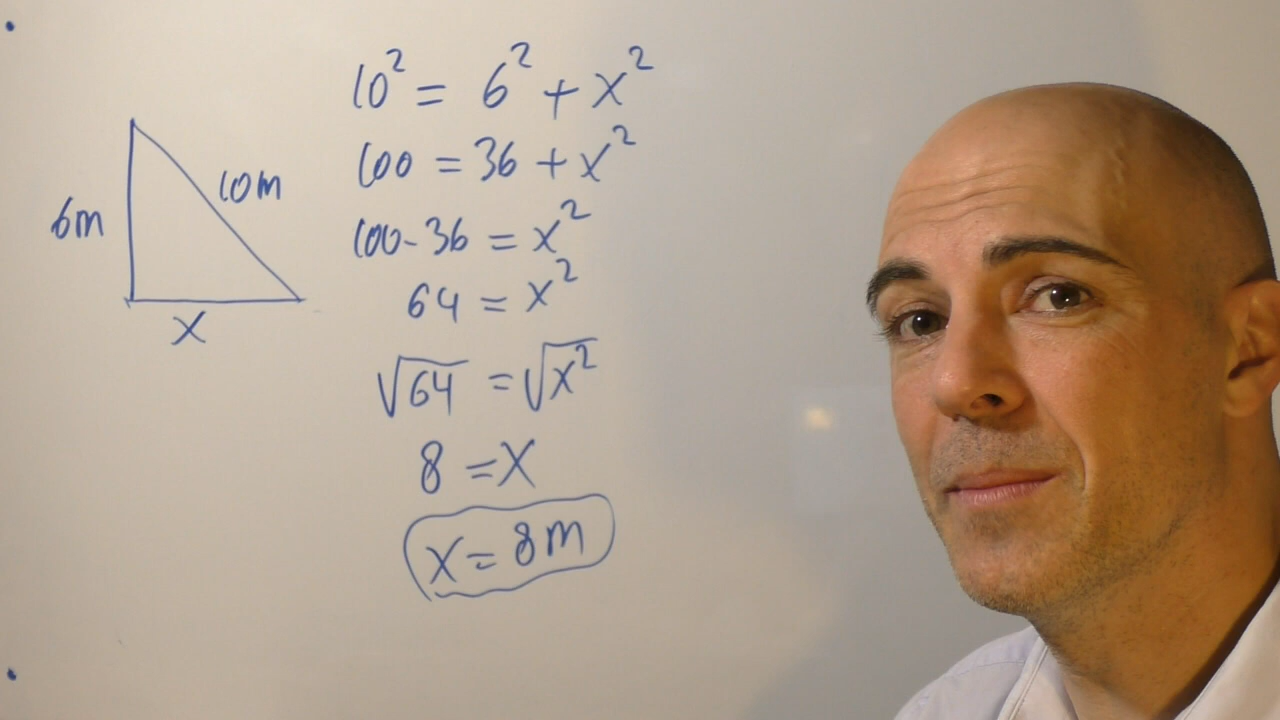 6m
10m
x
10² = 6² + x²
100 = 36 + x²
100 - 36 = x²
64 = x²
√64 = √x²
8 = x
x = 8m